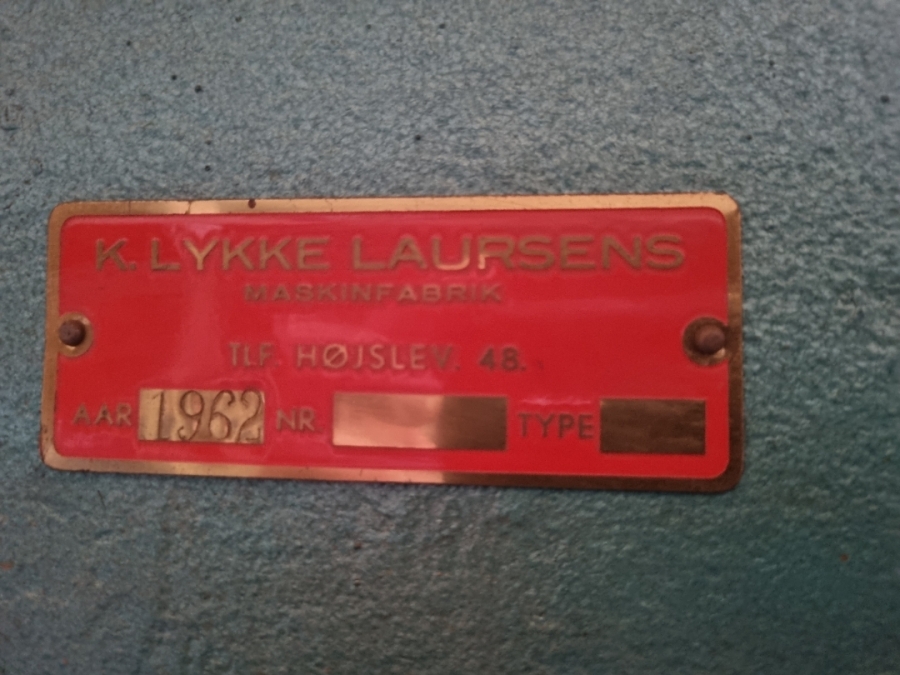 K. LYKKE LAURSENS
MASKINFABRIK
TLF. HØJSLEV. 48.
AAR 1962 NR. TYPE